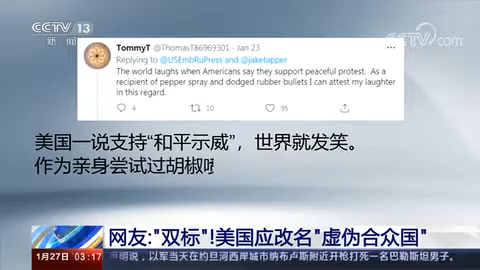 CCTV 13
新闻
CCTV.com
TommyT @ThomasT86969301 · Jan 23
Replying to @USEmbRuPress and @jaketapper
The world laughs when Americans say they support peaceful protest. As a
recipient of pepper spray and dodged rubber bullets I can attest my laughter
in this regard.
4
10
95
美国一说支持“和平示威”，世界就发笑。
作为亲身尝试过胡椒
网友:"双标"!美国应改名"虚伪合众国"
1月27日 03:17
明说，以军当天在约旦河西岸城市纳布卢斯附近开枪打死一名巴勒斯坦男子。